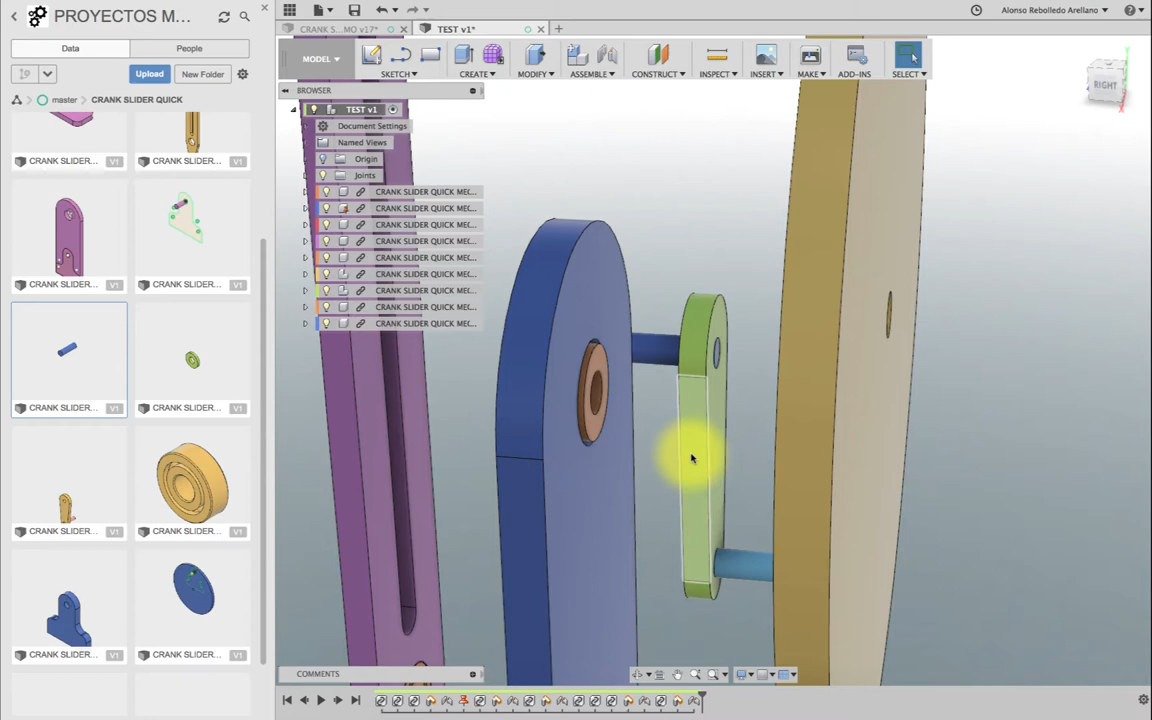 PROYECTOS M...
Data
People
Upload
New Folder
master > CRANK SLIDER QUICK
CRANK SLIDER... V1
CRANK SLIDER... V1
CRANK SLIDER... V1
CRANK SLIDER... V1
CRANK SLIDER... V1
CRANK SLIDER... V1
CRANK SLIDER... V1
CRANK SLIDER... V1
CRANK SLIDER... V1
CRANK SLIDER... V1
Alonso Rebolledo Arellano
CRANK S...MO v17*
TEST v1*
MODEL
SKETCH
CREATE
MODIFY
ASSEMBLE
CONSTRUCT
INSPECT
INSERT
MAKE
ADD-INS
SELECT
BROWSER
TEST v1
Document Settings
Named Views
Origin
Joints
CRANK SLIDER QUICK MEC...
CRANK SLIDER QUICK MEC...
CRANK SLIDER QUICK MEC...
CRANK SLIDER QUICK MEC...
CRANK SLIDER QUICK MEC...
CRANK SLIDER QUICK MEC...
CRANK SLIDER QUICK MEC...
CRANK SLIDER QUICK MEC...
CRANK SLIDER QUICK MEC...
RIGHT
COMMENTS